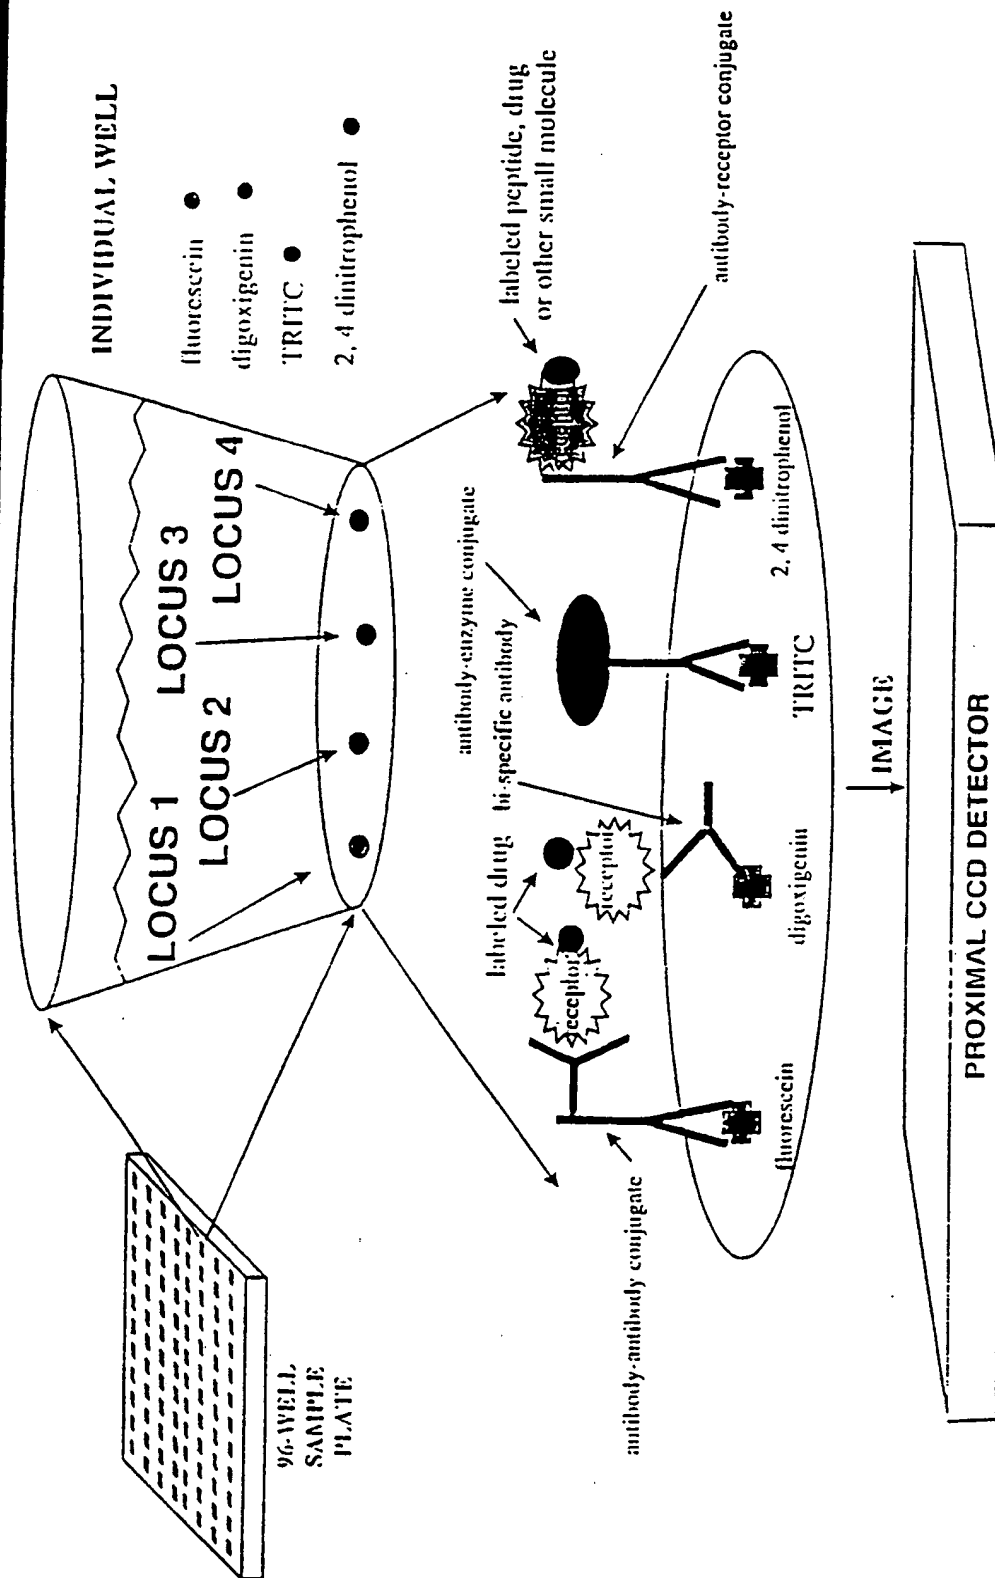 96-WELL
SAMPLE
PLATE
INDIVIDUAL WELL
fluorescein
digoxigenin
TRITC
2, 4 dinitrophenol
LOCUS 1
LOCUS 2
LOCUS 3
LOCUS 4
labeled drug
bi-specific antibody
antibody-enzyme conjugate
labeled peptide, drug
or other small molecule
antibody-receptor conjugate
antibody-antibody conjugate
receptor
receptor
fluorescein
digoxigenin
TRITC
2, 4 dinitrophenol
IMAGE
PROXIMAL CCD DETECTOR